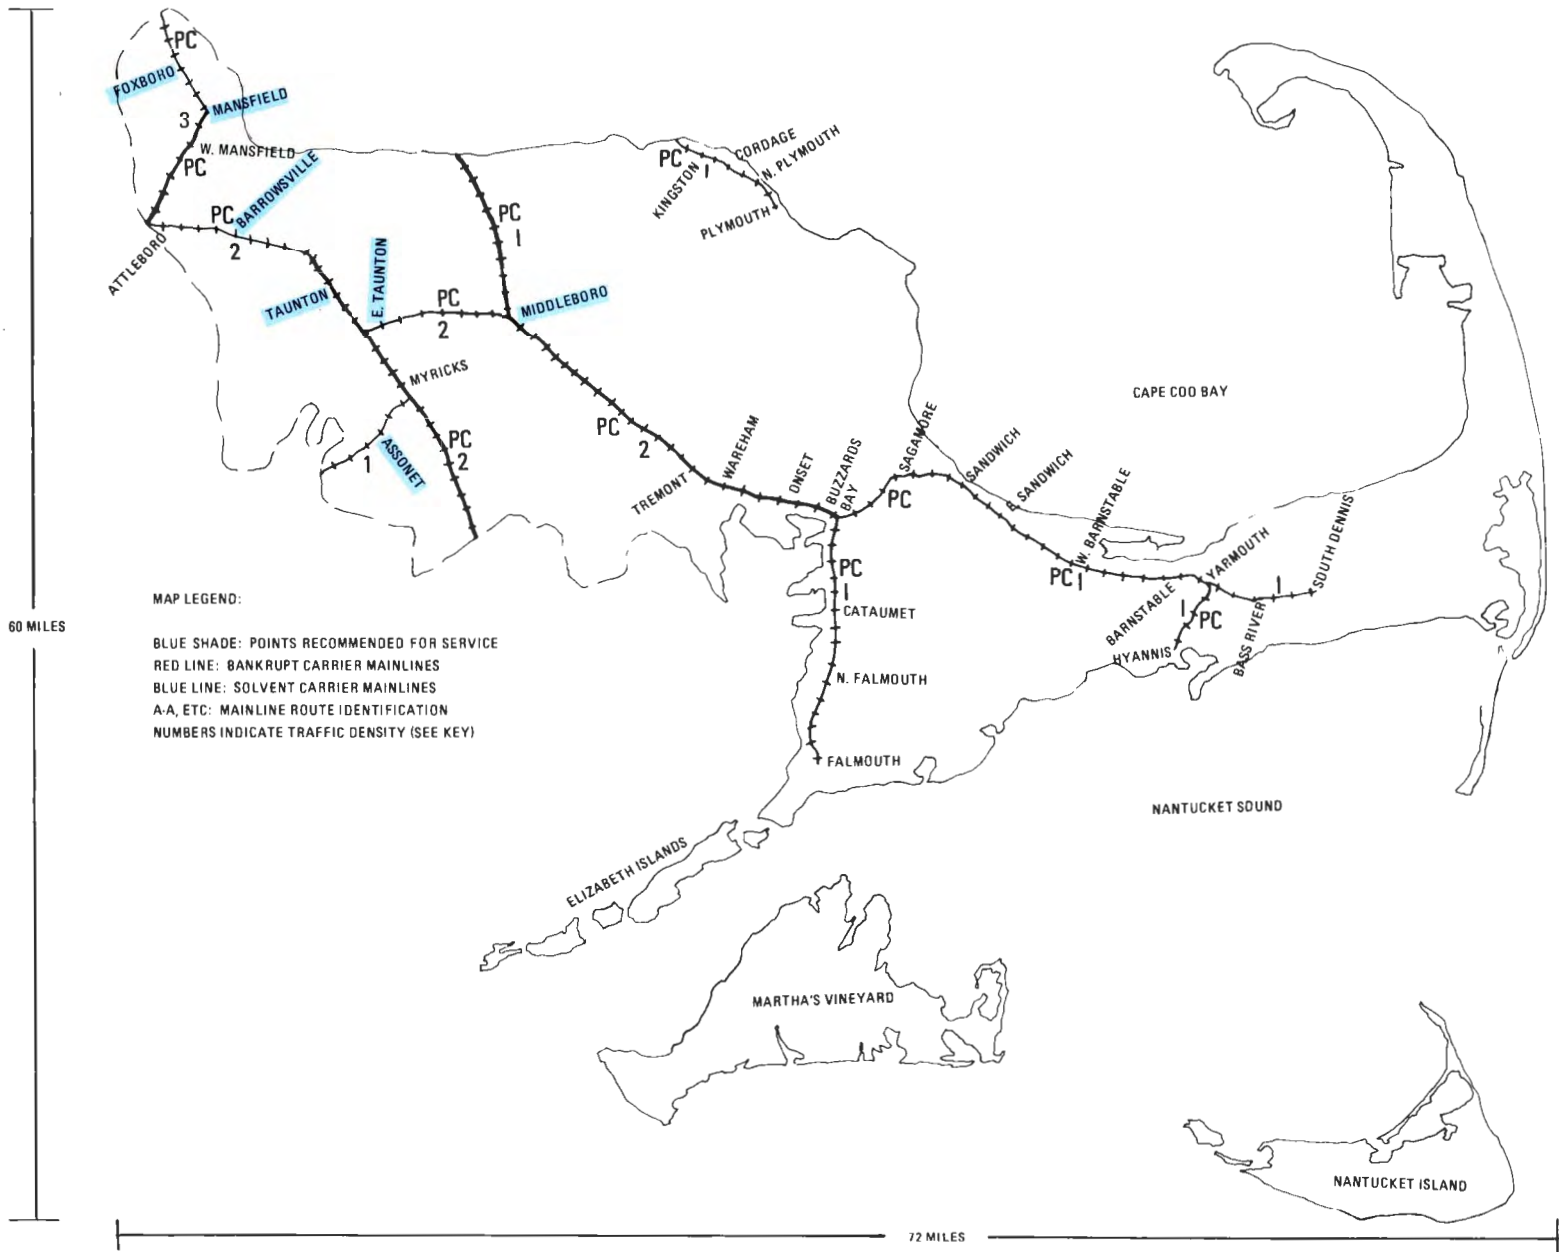 PC
FOXBORO
MANSFIELD
3
W. MANSFIELD
PC
BARROWSVILLE
PC
2
ATTLEBORO
TAUNTON
E. TAUNTON
PC
2
PC
1
MIDDLEBORO
MYRICKS
ASSONET
1
PC
2
PC
KINGSTON
1
CORDAGE
N. PLYMOUTH
PLYMOUTH
CAPE COO BAY
PC
2
TREMONT
WAREHAM
ONSET
BUZZARDS
BAY
SAGAMORE
PC
SANDWICH
E. SANDWICH
W. BARNSTABLE
PC
1
YARMOUTH
SOUTH DENNIS
1
BARNSTABLE
1
PC
HYANNIS
BASS RIVER
PC
1
CATAUMET
N. FALMOUTH
FALMOUTH
60 MILES
MAP LEGEND:
BLUE SHADE: POINTS RECOMMENDED FOR SERVICE
RED LINE: BANKRUPT CARRIER MAINLINES
BLUE LINE: SOLVENT CARRIER MAINLINES
A-A, ETC: MAINLINE ROUTE IDENTIFICATION
NUMBERS INDICATE TRAFFIC DENSITY (SEE KEY)
NANTUCKET SOUND
ELIZABETH ISLANDS
MARTHA'S VINEYARD
NANTUCKET ISLAND
72 MILES